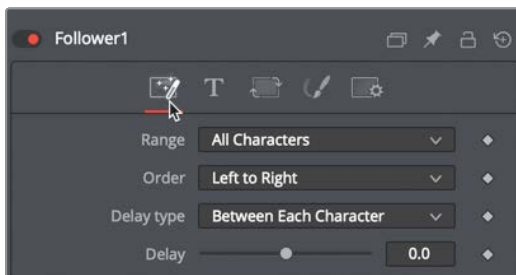 Follower1
T
Range All Characters
Order Left to Right
Delay type Between Each Character
Delay 0.0